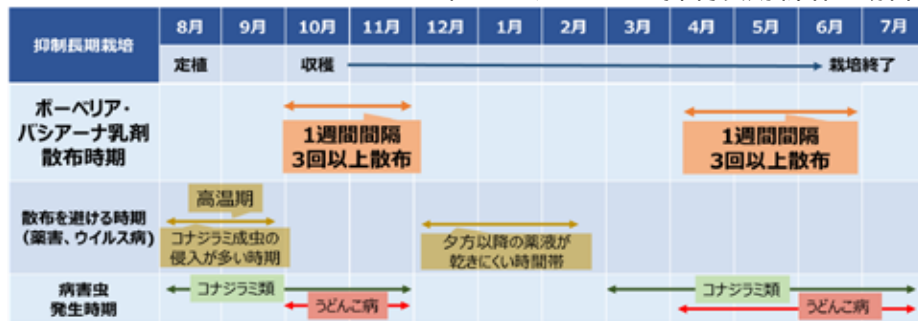 抑制長期栽培
8月 9月 10月 11月 12月 1月 2月 3月 4月 5月 6月 7月
定植 収穫 栽培終了
ボーベリア・
バシアーナ乳剤
散布時期
1週間間隔
3回以上散布
1週間間隔
3回以上散布
散布を避ける時期
(薬害、ウイルス病)
高温期
コナジラミ成虫の
侵入が多い時期
夕方以降の薬液が
乾きにくい時間帯
病害虫
発生時期
コナジラミ類
うどんこ病
コナジラミ類
うどんこ病